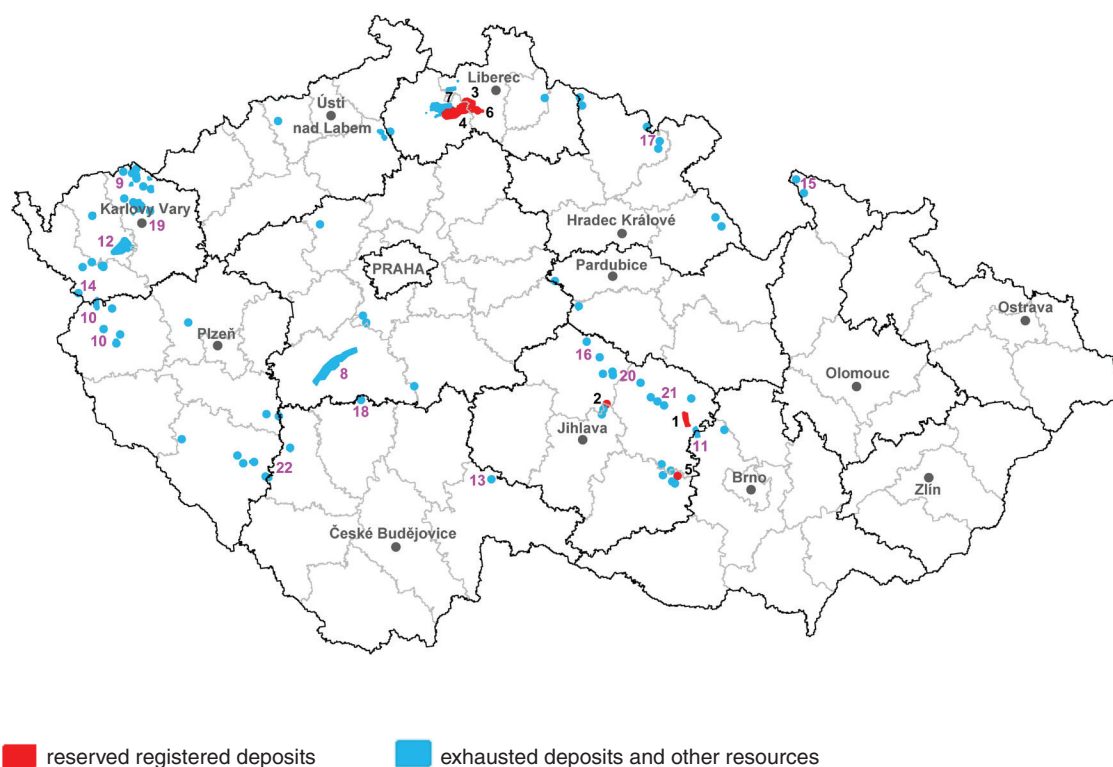 Liberec
7
3
6
4
Ústí
nad Labem
17
9
Karlovy Vary
19
12
15
Hradec Králové
PRAHA
Pardubice
14
10
10
Plzeň
Ostrava
16
8
20
Olomouc
21
18
2
1
Jihlava
11
22
5
13
Brno
Zlín
České Budějovice
reserved registered deposits
exhausted deposits and other resources